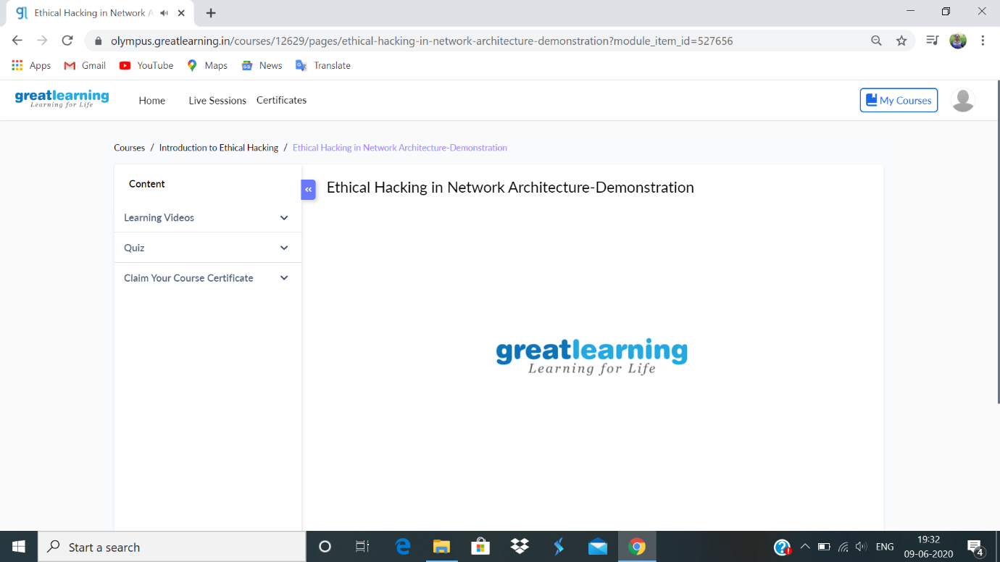 gl Ethical Hacking in Network A
olympus.greatlearning.in/courses/12629/pages/ethical-hacking-in-network-architecture-demonstration?module_item_id=527656
Apps Gmail YouTube Maps News Translate
greatlearning
Learning for Life
Home Live Sessions Certificates My Courses
Courses / Introduction to Ethical Hacking / Ethical Hacking in Network Architecture-Demonstration
Content
Ethical Hacking in Network Architecture-Demonstration
Learning Videos
Quiz
Claim Your Course Certificate
greatlearning
Learning for Life
Start a search
ENG
19:32
09-06-2020
4